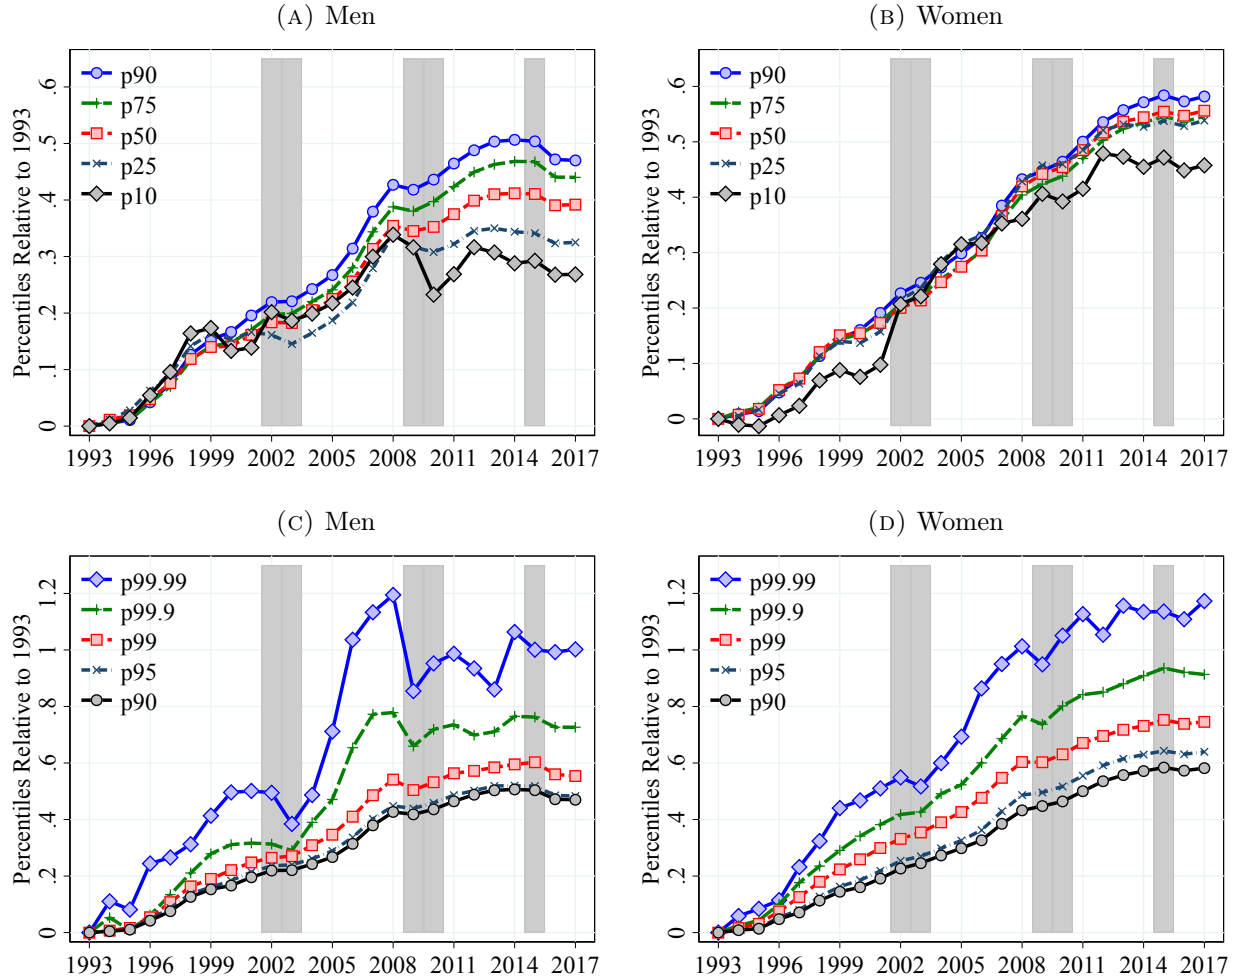 (A) Men
Percentiles Relative to 1993
.6
.5
.4
.3
.2
.1
0
p90
p75
p50
p25
p10
1993 1996 1999 2002 2005 2008 2011 2014 2017
(B) Women
Percentiles Relative to 1993
.6
.5
.4
.3
.2
.1
0
p90
p75
p50
p25
p10
1993 1996 1999 2002 2005 2008 2011 2014 2017
(C) Men
Percentiles Relative to 1993
1.2
1
.8
.6
.4
.2
0
p99.99
p99.9
p99
p95
p90
1993 1996 1999 2002 2005 2008 2011 2014 2017
(D) Women
Percentiles Relative to 1993
1.2
1
.8
.6
.4
.2
0
p99.99
p99.9
p99
p95
p90
1993 1996 1999 2002 2005 2008 2011 2014 2017